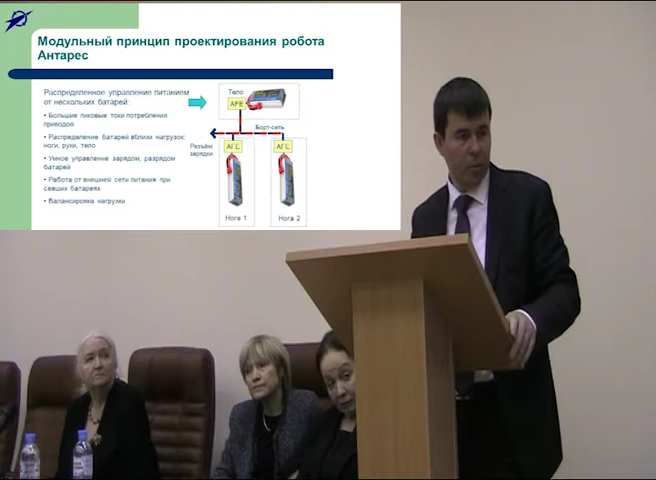 Модульный принцип проектирования робота
Антарес
Распределенное управление питанием
от нескольких батарей:
• Большие пиковые токи потребления
приводов
• Распределение батарей вблизи нагрузок:
ноги, руки, тело
• Умное управление зарядом, разрядом
батарей
• Работа от внешней сети питания при
севших батареях
• Балансировка нагрузки
Тело
Борт-сеть
Разъём
зарядки
Нога 1
Нога 2